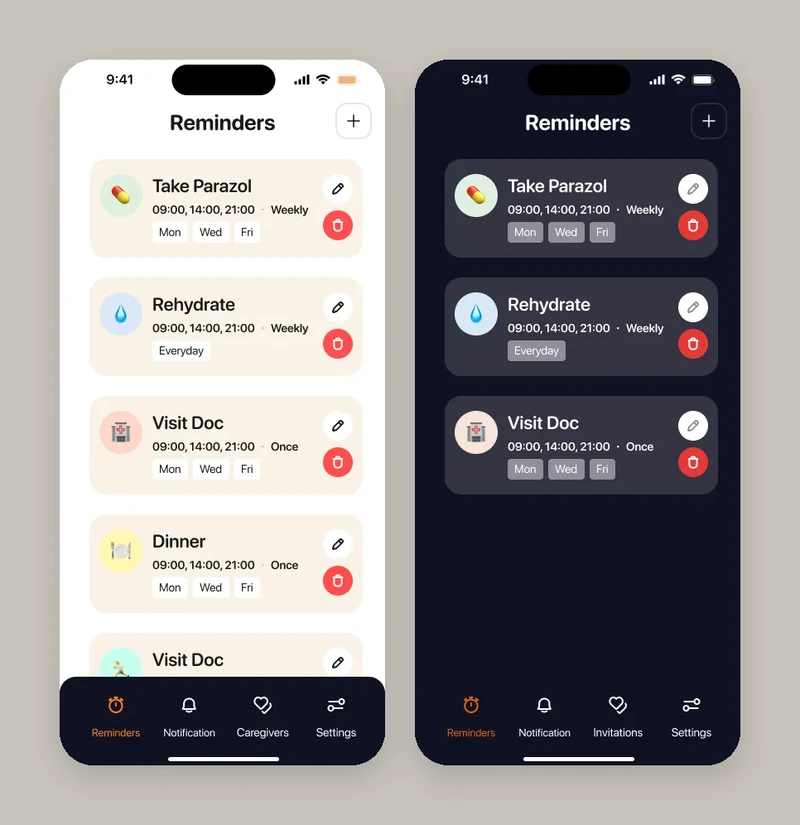 9:41
Reminders
Take Parazol
09:00, 14:00, 21:00 · Weekly
Mon Wed Fri
Rehydrate
09:00, 14:00, 21:00 · Weekly
Everyday
Visit Doc
09:00, 14:00, 21:00 · Once
Mon Wed Fri
Dinner
09:00, 14:00, 21:00 · Once
Mon Wed Fri
Visit Doc
Reminders Notification Caregivers Settings
9:41
Reminders
Take Parazol
09:00, 14:00, 21:00 · Weekly
Mon Wed Fri
Rehydrate
09:00, 14:00, 21:00 · Weekly
Everyday
Visit Doc
09:00, 14:00, 21:00 · Once
Mon Wed Fri
Reminders Notification Invitations Settings